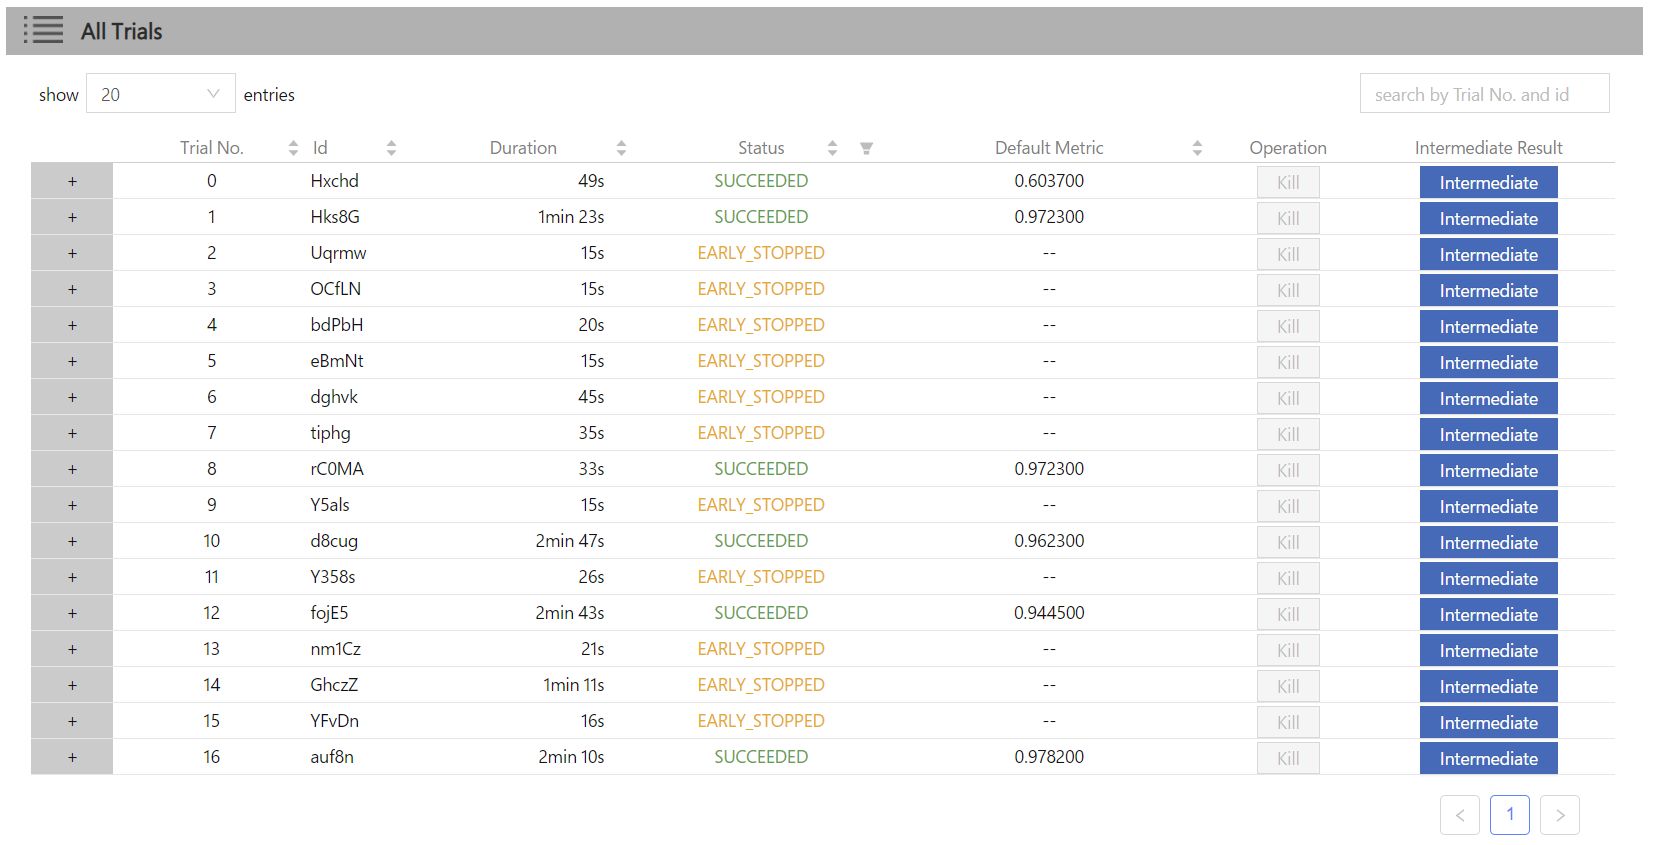 All Trials
show 20 entries search by Trial No. and id
Trial No. Id Duration Status Default Metric Operation Intermediate Result
+ 0 Hxchd 49s SUCCEEDED 0.603700 Kill Intermediate
+ 1 Hks8G 1min 23s SUCCEEDED 0.972300 Kill Intermediate
+ 2 Uqrmw 15s EARLY_STOPPED -- Kill Intermediate
+ 3 OCfLN 15s EARLY_STOPPED -- Kill Intermediate
+ 4 bdPbH 20s EARLY_STOPPED -- Kill Intermediate
+ 5 eBmNt 15s EARLY_STOPPED -- Kill Intermediate
+ 6 dghvk 45s EARLY_STOPPED -- Kill Intermediate
+ 7 tiphg 35s EARLY_STOPPED -- Kill Intermediate
+ 8 rC0MA 33s SUCCEEDED 0.972300 Kill Intermediate
+ 9 Y5als 15s EARLY_STOPPED -- Kill Intermediate
+ 10 d8cug 2min 47s SUCCEEDED 0.962300 Kill Intermediate
+ 11 Y358s 26s EARLY_STOPPED -- Kill Intermediate
+ 12 fojE5 2min 43s SUCCEEDED 0.944500 Kill Intermediate
+ 13 nm1Cz 21s EARLY_STOPPED -- Kill Intermediate
+ 14 GhczZ 1min 11s EARLY_STOPPED -- Kill Intermediate
+ 15 YFvDn 16s EARLY_STOPPED -- Kill Intermediate
+ 16 auf8n 2min 10s SUCCEEDED 0.978200 Kill Intermediate
< 1 >